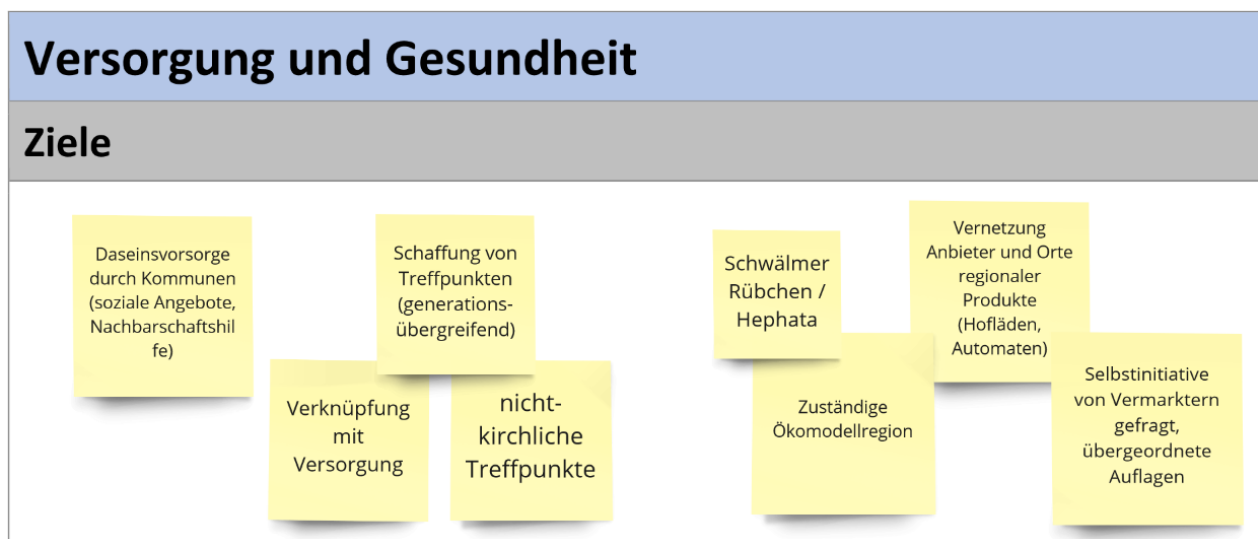 Versorgung und Gesundheit
Ziele
Daseinsvorsorge
durch Kommunen
(soziale Angebote,
Nachbarschaftshil
fe)
Schaffung von
Treffpunkten
(generations-
übergreifend)
Verknüpfung
mit
Versorgung
nicht-
kirchliche
Treffpunkte
Schwälmer
Rübchen /
Hephata
Vernetzung
Anbieter und Orte
regionaler
Produkte
(Hofläden,
Automaten)
Zuständige
Ökomodellregion
Selbstinitiative
von Vermarktern
gefragt,
übergeordnete
Auflagen